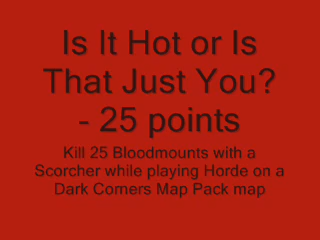 Is It Hot or Is
That Just You?
- 25 points
Kill 25 Bloodmounts with a
Scorcher while playing Horde on a
Dark Corners Map Pack map